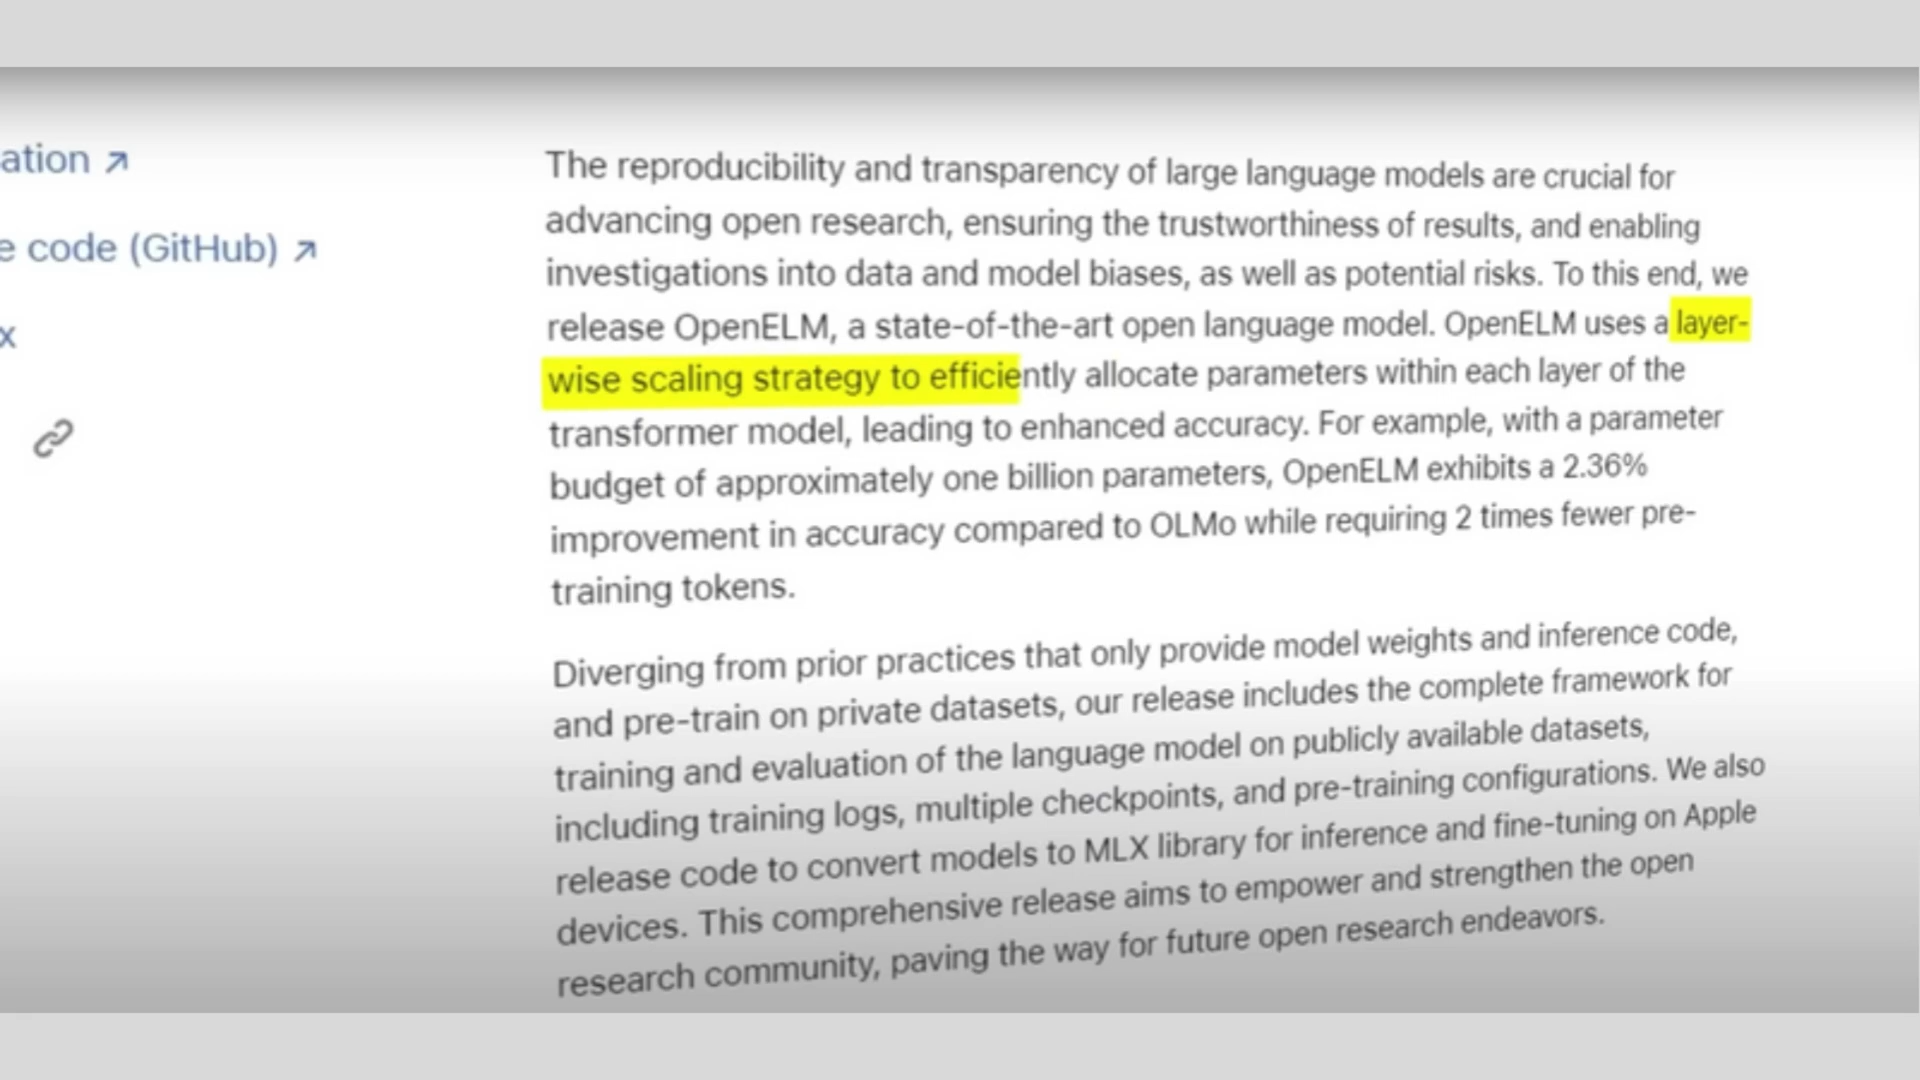 ation ↗
e code (GitHub) ↗
x
The reproducibility and transparency of large language models are crucial for
advancing open research, ensuring the trustworthiness of results, and enabling
investigations into data and model biases, as well as potential risks. To this end, we
release OpenELM, a state-of-the-art open language model. OpenELM uses a layer-
wise scaling strategy to efficiently allocate parameters within each layer of the
transformer model, leading to enhanced accuracy. For example, with a parameter
budget of approximately one billion parameters, OpenELM exhibits a 2.36%
improvement in accuracy compared to OLMo while requiring 2 times fewer pre-
training tokens.
Diverging from prior practices that only provide model weights and inference code,
and pre-train on private datasets, our release includes the complete framework for
training and evaluation of the language model on publicly available datasets,
including training logs, multiple checkpoints, and pre-training configurations. We also
release code to convert models to MLX library for inference and fine-tuning on Apple
devices. This comprehensive release aims to empower and strengthen the open
research community, paving the way for future open research endeavors.